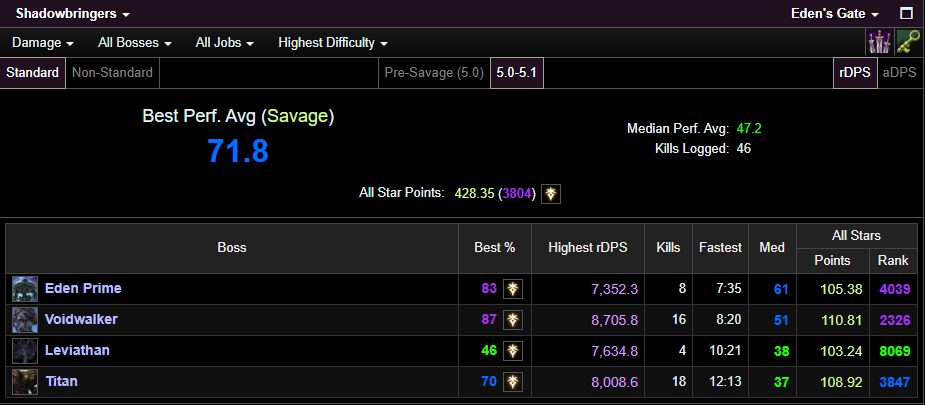 Shadowbringers Eden's Gate
Damage All Bosses All Jobs Highest Difficulty
Standard Non-Standard Pre-Savage (5.0) 5.0-5.1 rDPS aDPS
Best Perf. Avg (Savage)
71.8
Median Perf. Avg: 47.2
Kills Logged: 46
All Star Points: 428.35 (3804)
Boss Best % Highest rDPS Kills Fastest Med All Stars
Points Rank
Eden Prime 83 7,352.3 8 7:35 61 105.38 4039
Voidwalker 87 8,705.8 16 8:20 51 110.81 2326
Leviathan 46 7,634.8 4 10:21 38 103.24 8069
Titan 70 8,008.6 18 12:13 37 108.92 3847